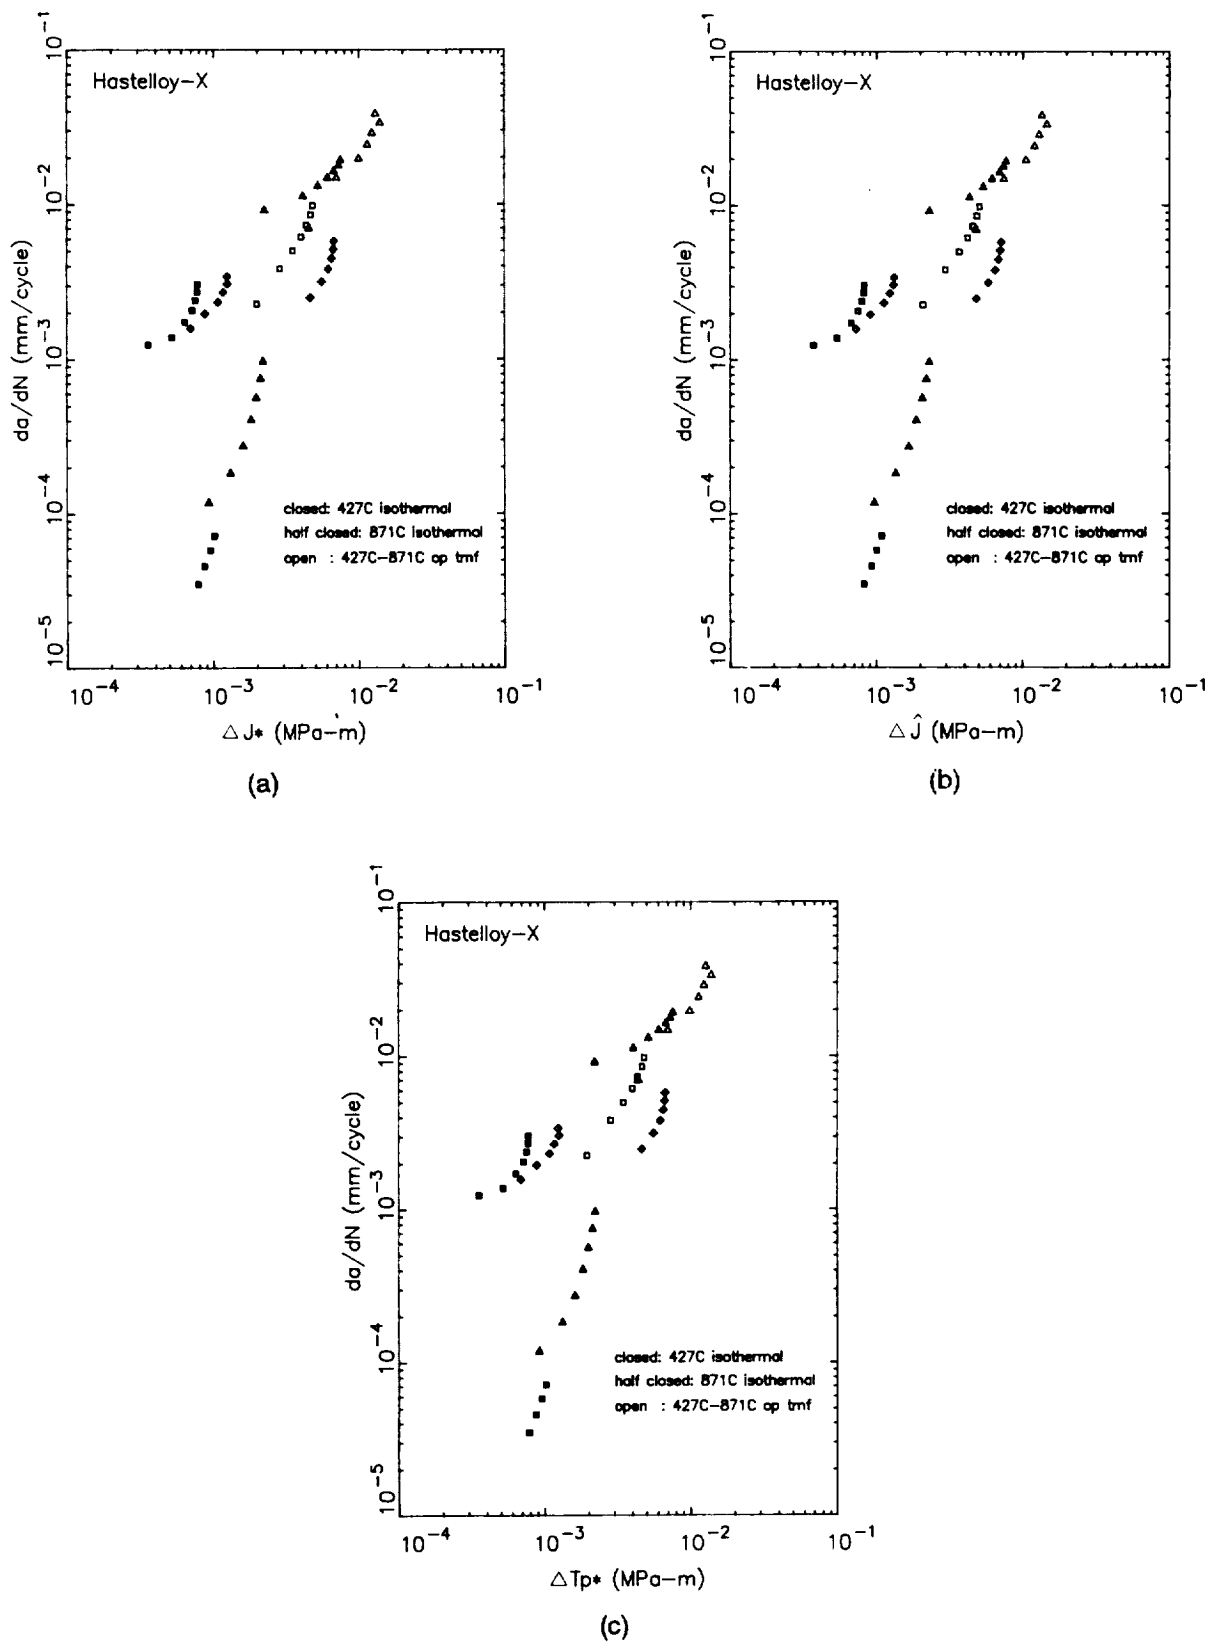 Hastelloy-X
10⁻¹
10⁻²
10⁻³
10⁻⁴
10⁻⁵
da/dN (mm/cycle)
closed: 427C isothermal
half closed: 871C isothermal
open : 427C-871C op tmf
10⁻⁴ 10⁻³ 10⁻² 10⁻¹
△ J* (MPa-m)
(a)
Hastelloy-X
10⁻¹
10⁻²
10⁻³
10⁻⁴
10⁻⁵
da/dN (mm/cycle)
closed: 427C isothermal
half closed: 871C isothermal
open : 427C-871C op tmf
10⁻⁴ 10⁻³ 10⁻² 10⁻¹
△ Ĵ (MPa-m)
(b)
Hastelloy-X
10⁻¹
10⁻²
10⁻³
10⁻⁴
10⁻⁵
da/dN (mm/cycle)
closed: 427C isothermal
half closed: 871C isothermal
open : 427C-871C op tmf
10⁻⁴ 10⁻³ 10⁻² 10⁻¹
△Tp* (MPa-m)
(c)